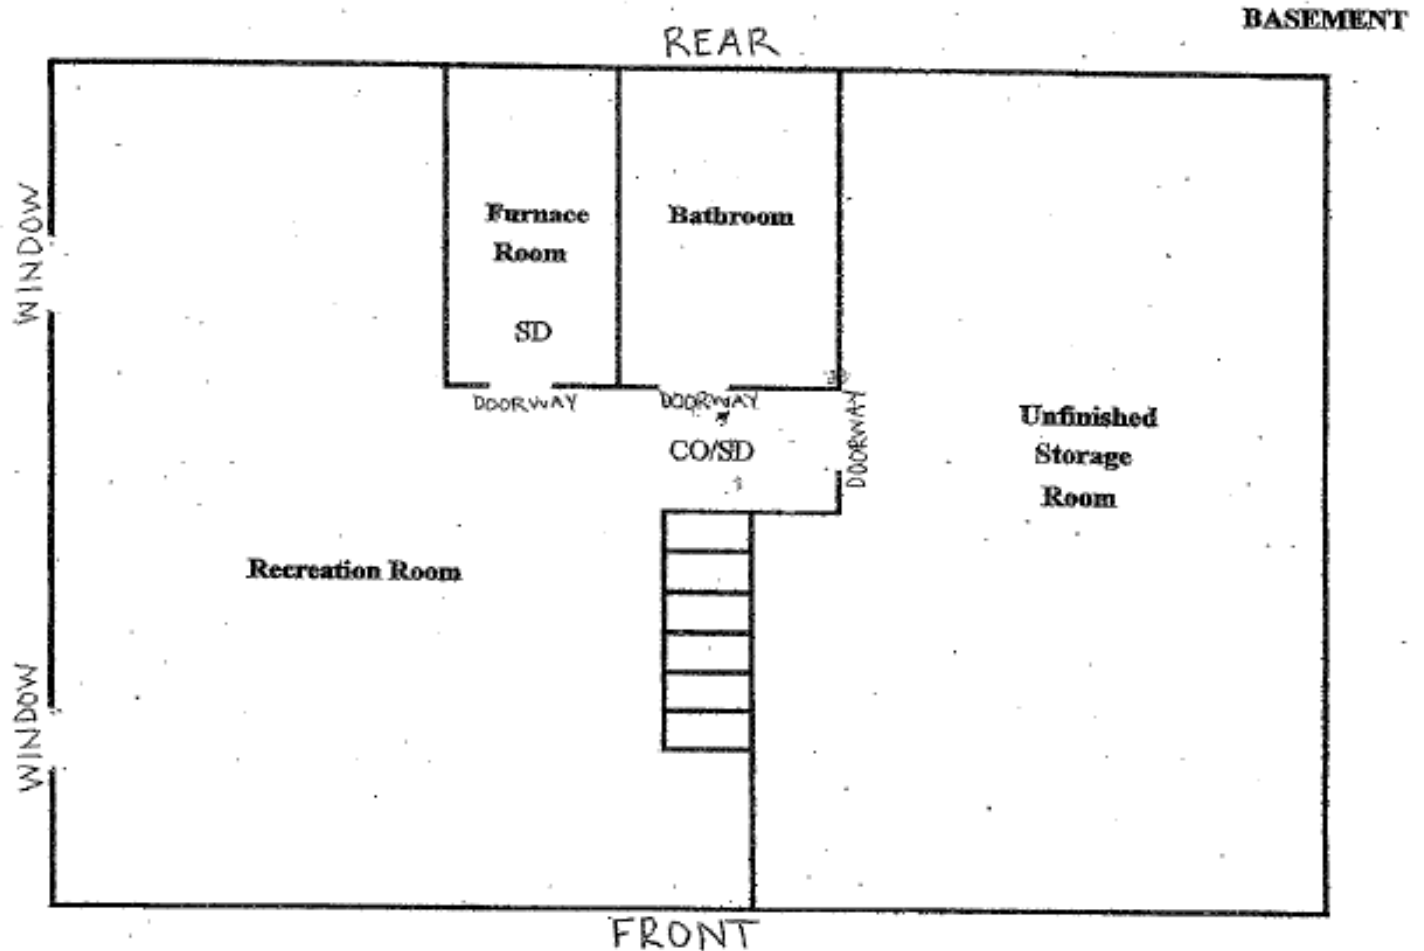 BASEMENT
REAR
WINDOW
Furnace
Room
SD
Bathroom
DOORWAY
DOORWAY
DOORWAY
CO/SD
Unfinished
Storage
Room
Recreation Room
WINDOW
FRONT